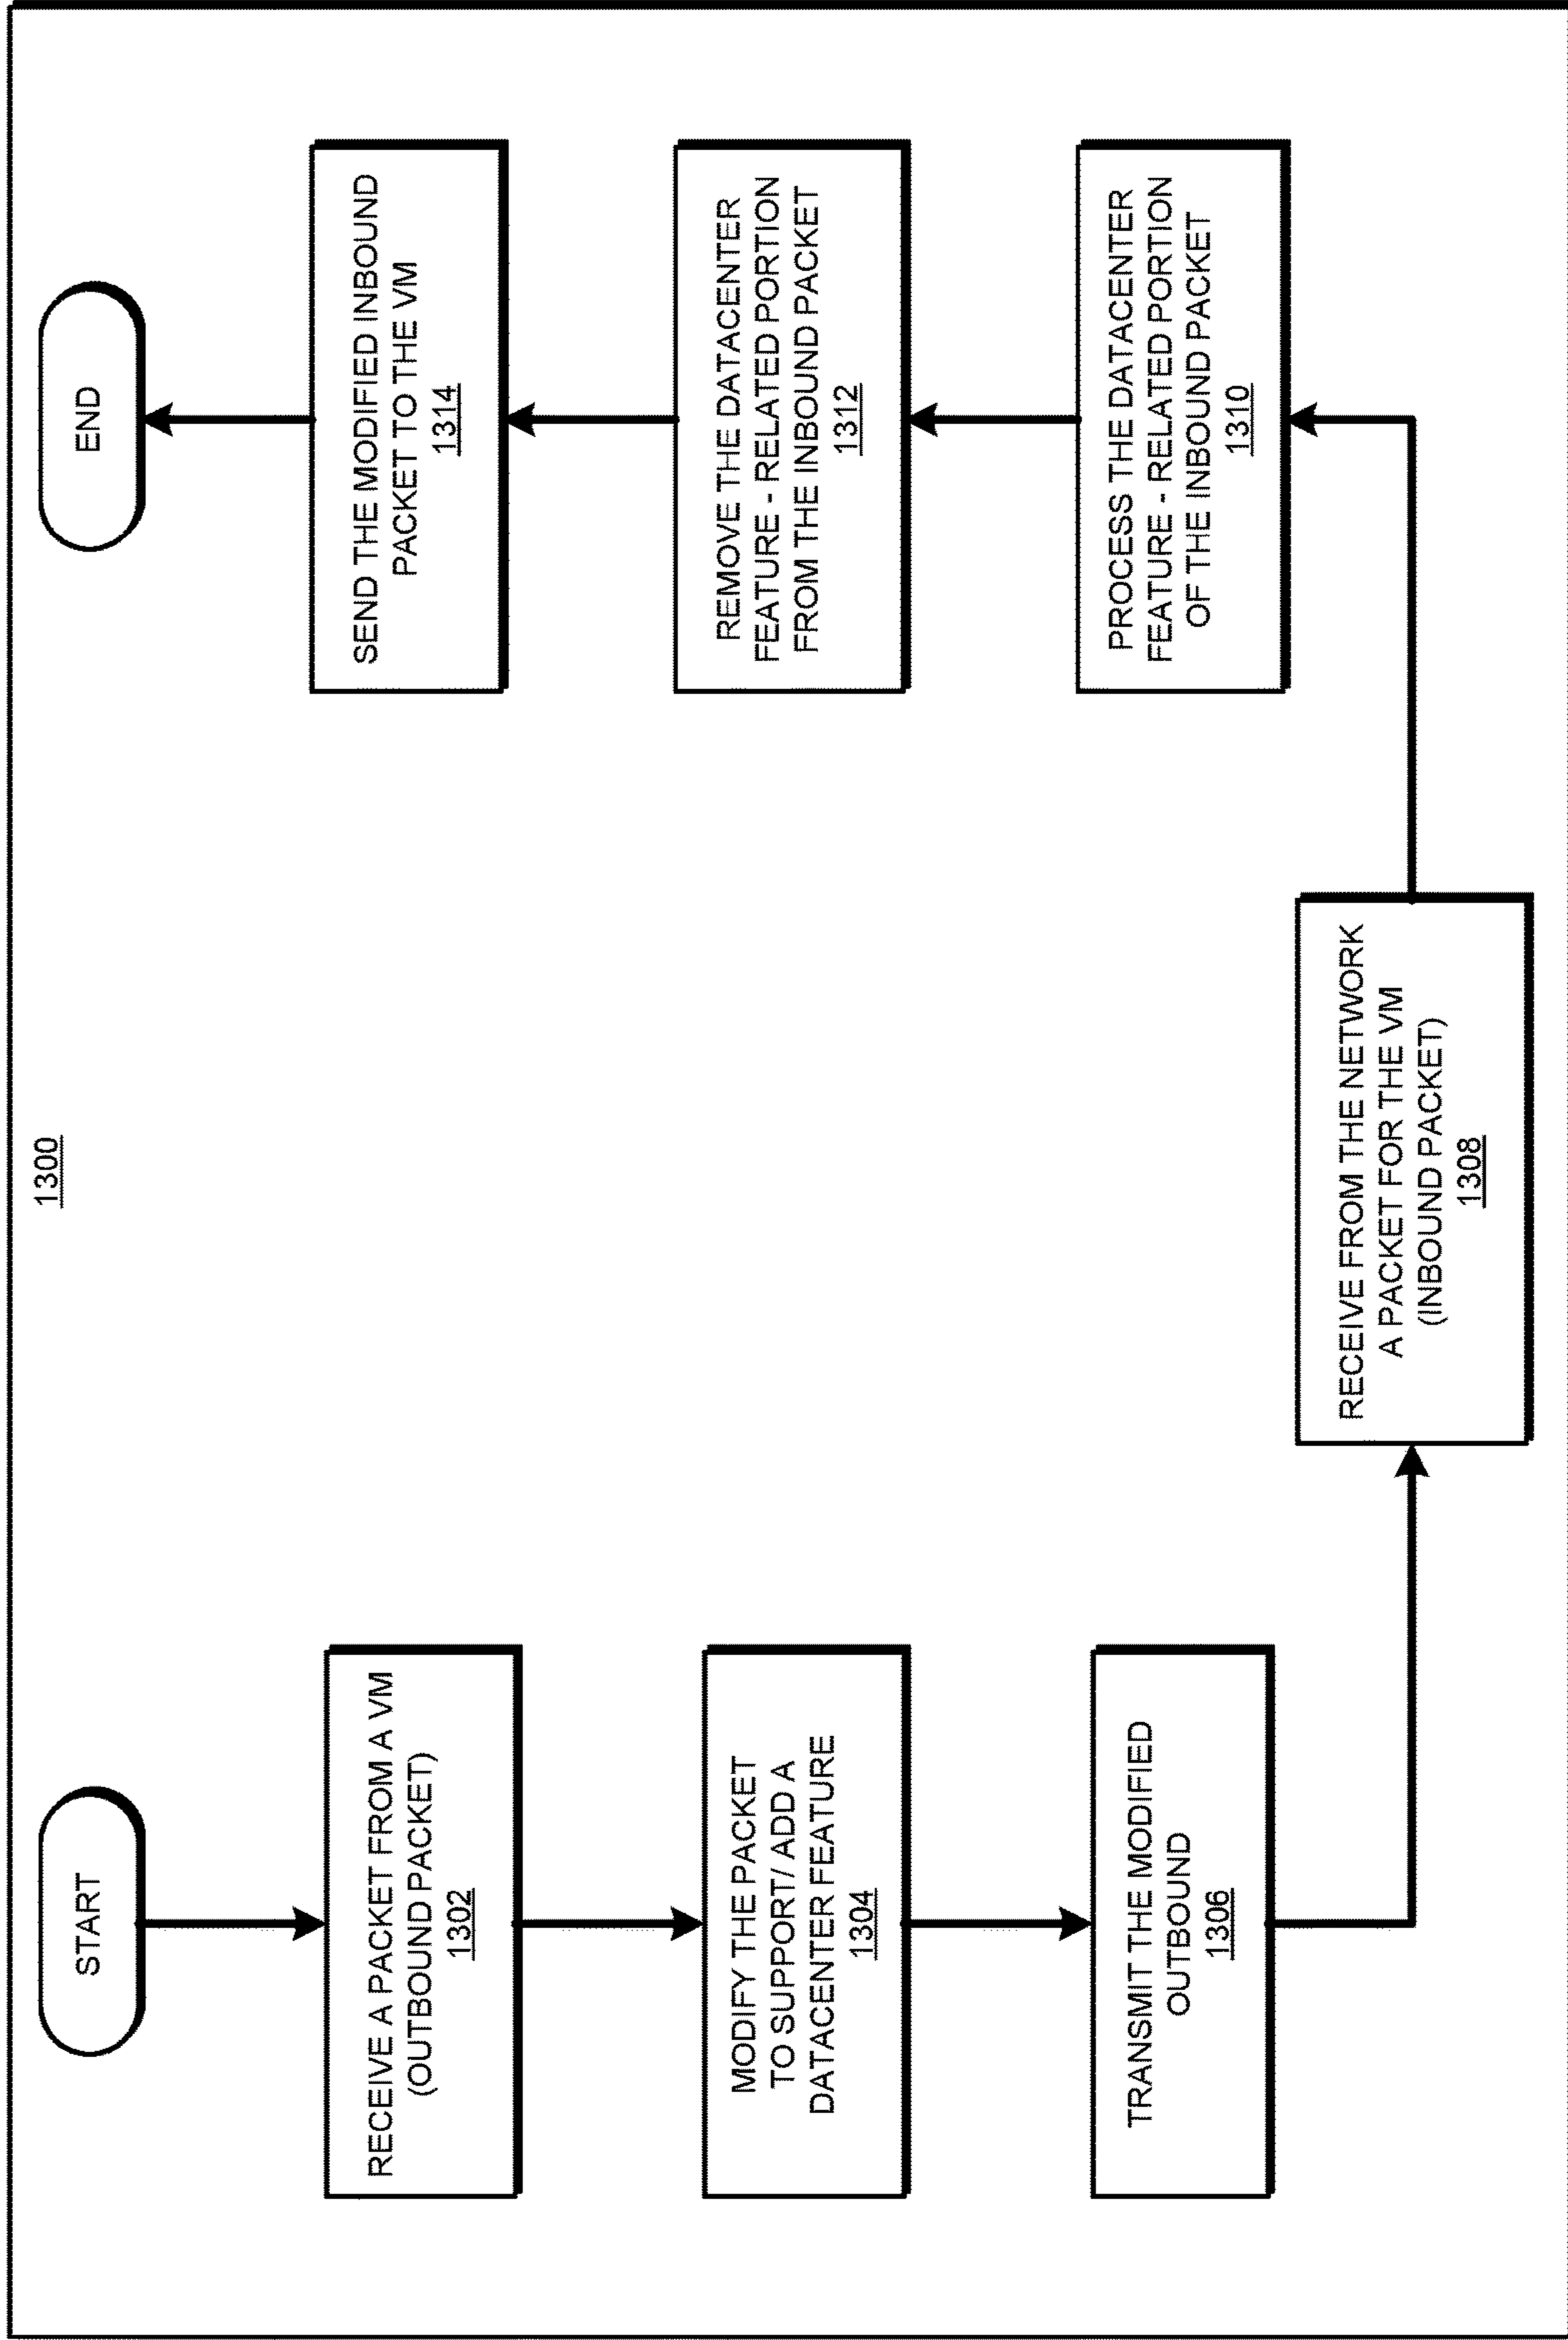 1300
START
RECEIVE A PACKET FROM A VM
(OUTBOUND PACKET)
1302
MODIFY THE PACKET
TO SUPPORT/ ADD A
DATACENTER FEATURE
1304
TRANSMIT THE MODIFIED
OUTBOUND
1306
RECEIVE FROM THE NETWORK
A PACKET FOR THE VM
(INBOUND PACKET)
1308
PROCESS THE DATACENTER
FEATURE - RELATED PORTION
OF THE INBOUND PACKET
1310
REMOVE THE DATACENTER
FEATURE - RELATED PORTION
FROM THE INBOUND PACKET
1312
SEND THE MODIFIED INBOUND
PACKET TO THE VM
1314
END